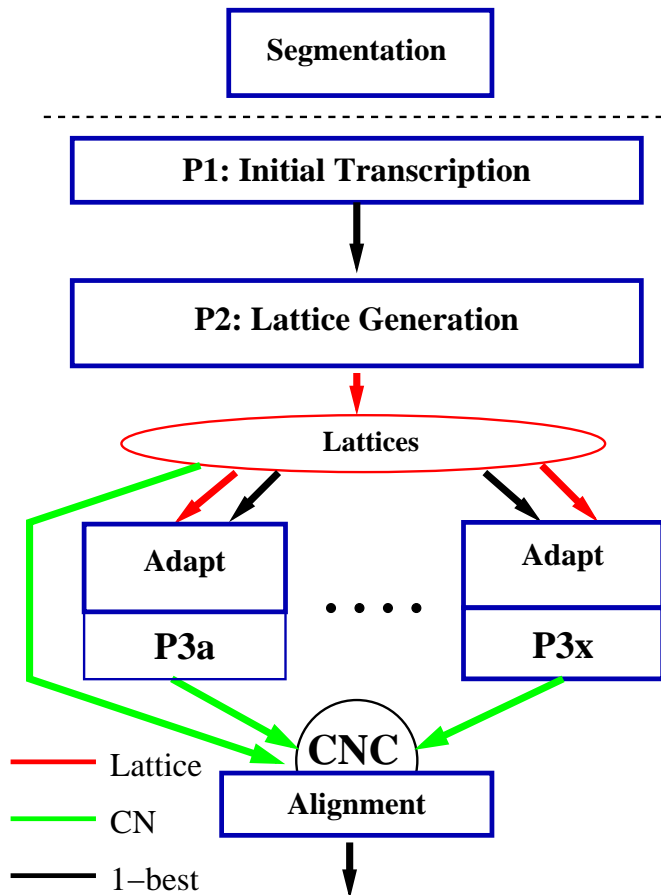 Segmentation
P1: Initial Transcription
P2: Lattice Generation
Lattices
Adapt
Adapt
P3a
P3x
CNC
Alignment
Lattice
CN
1−best